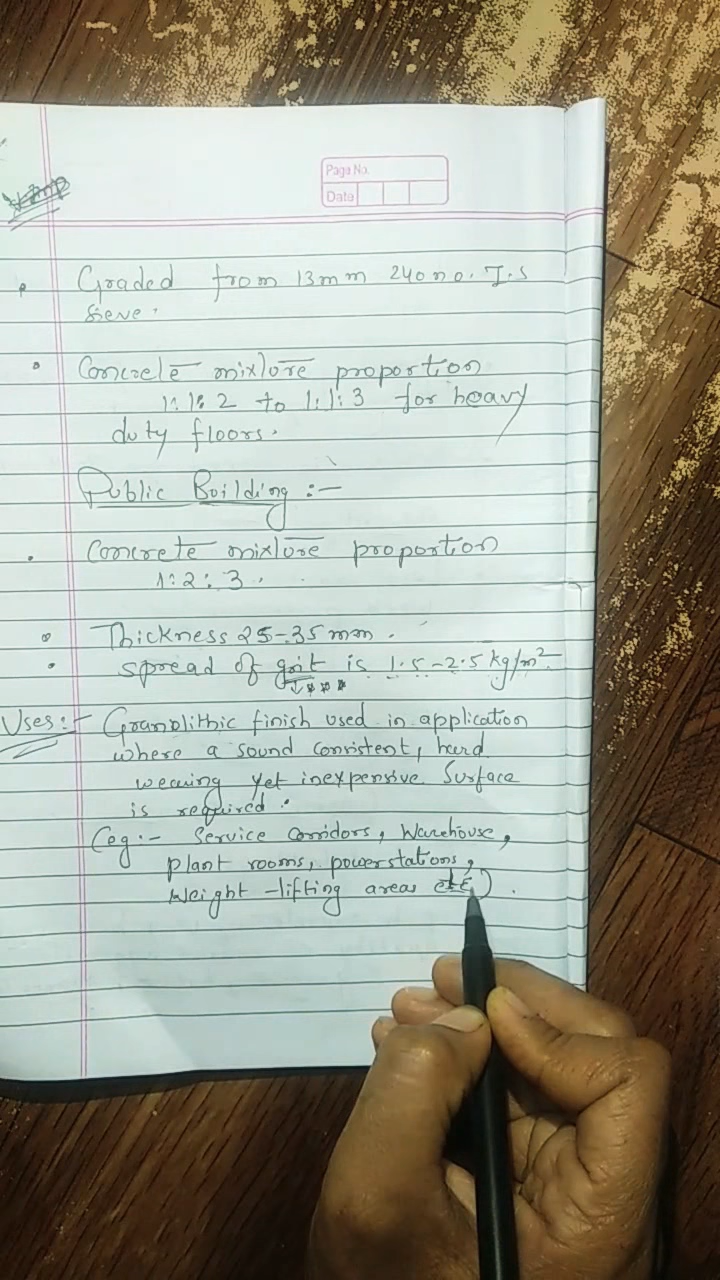 Page No.
Date
Graded from 13mm 240 no. I.S
sieve.
Concrete mixture proportion
1:1:2 to 1:1:3 for heavy
duty floors.
Public Building :-
Concrete mixture proportion
1:2:3.
Thickness 25-35 mm.
spread of grit is 1.5-2.5 kg/m²
Uses:- Granolithic finish used in application
where a sound consistent, hard
wearing yet inexpensive Surface
is required.
(eg:- Service Corridors, Warehouse,
plant rooms, powerstations,
Weight-lifting areas etc).